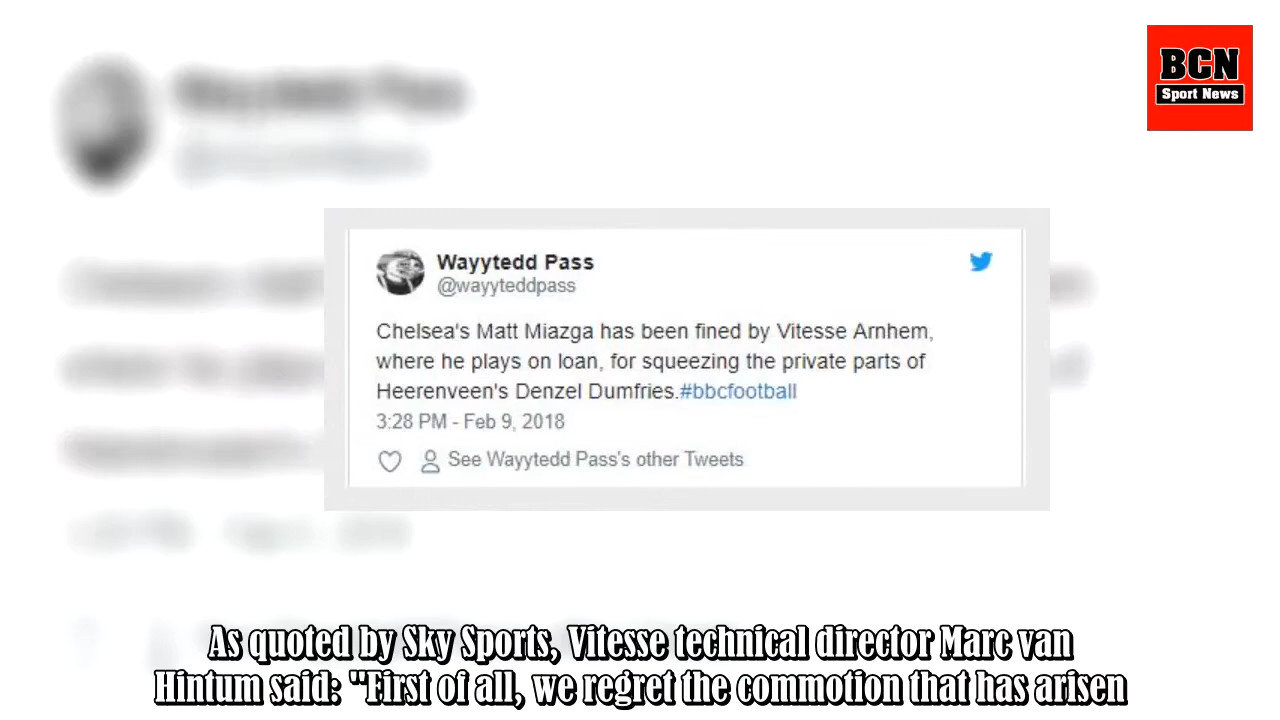 BCN
Sport News
Wayytedd Pass
@wayyteddpass
Chelsea's Matt Miazga has been fined by Vitesse Arnhem,
where he plays on loan, for squeezing the private parts of
Heerenveen's Denzel Dumfries.#bbcfootball
3:28 PM - Feb 9, 2018
See Wayytedd Pass's other Tweets
As quoted by Sky Sports, Vitesse technical director Marc van
Hintum said: "First of all, we regret the commotion that has arisen